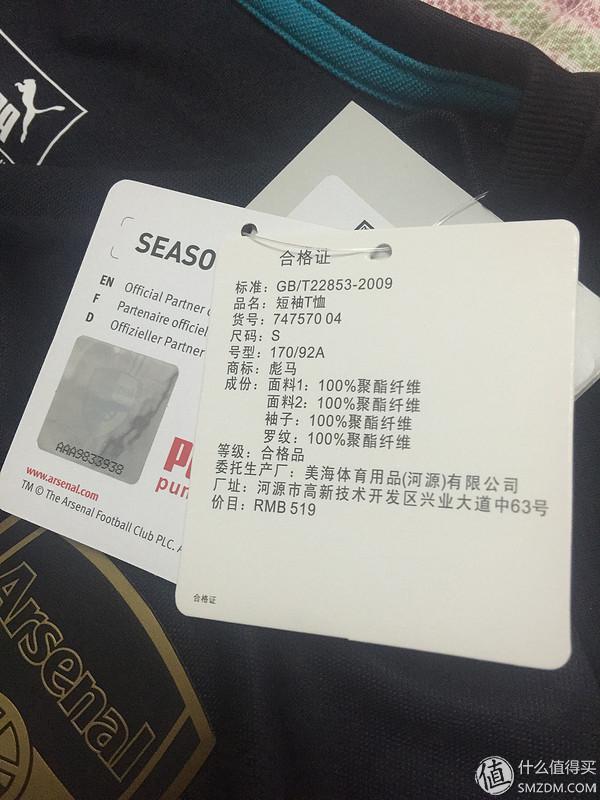 SEASO
EN Official Partner
F Partenaire officiel
D Offizieller Partner
AAA9833938
www.arsenal.com
TM © The Arsenal Football Club PLC. A
合格证
标准：GB/T22853-2009
品名：短袖T恤
货号：747570 04
尺码：S
号型：170/92A
商标：彪马
成份：面料1：100%聚酯纤维
面料2：100%聚酯纤维
袖子：100%聚酯纤维
罗纹：100%聚酯纤维
等级：合格品
委托生产厂：美海体育用品(河源)有限公司
厂址：河源市高新技术开发区兴业大道中63号
价目：RMB 519
合格证
Arsenal
值 什么值得买
SMZDM.COM